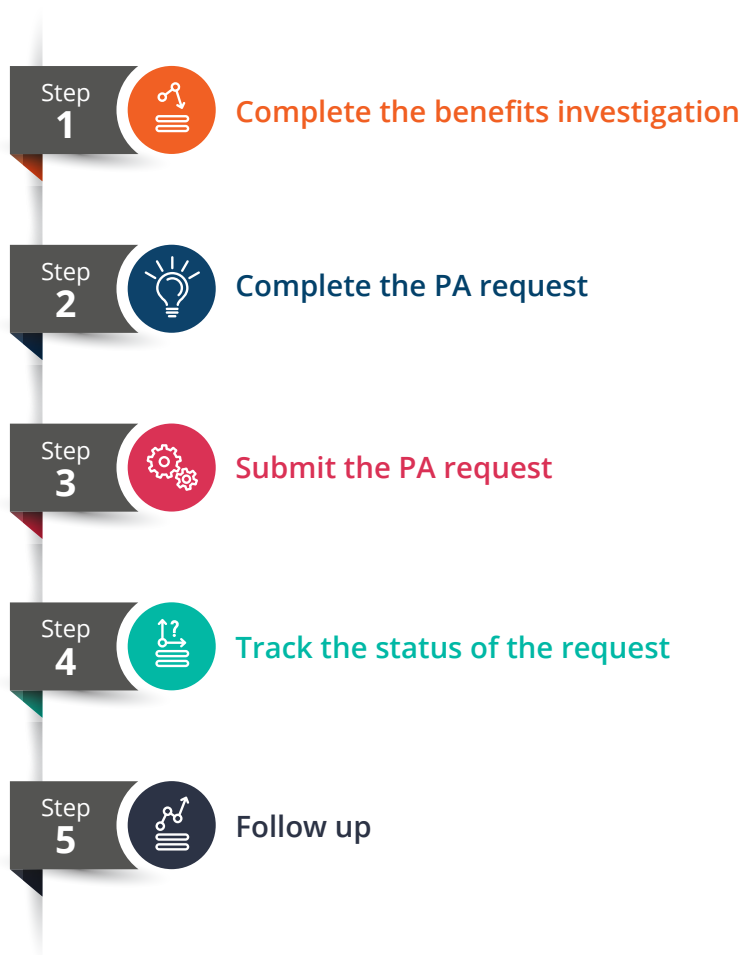 Step
1
Complete the benefits investigation
Step
2
Complete the PA request
Step
3
Submit the PA request
Step
4
?
Track the status of the request
Step
5
Follow up